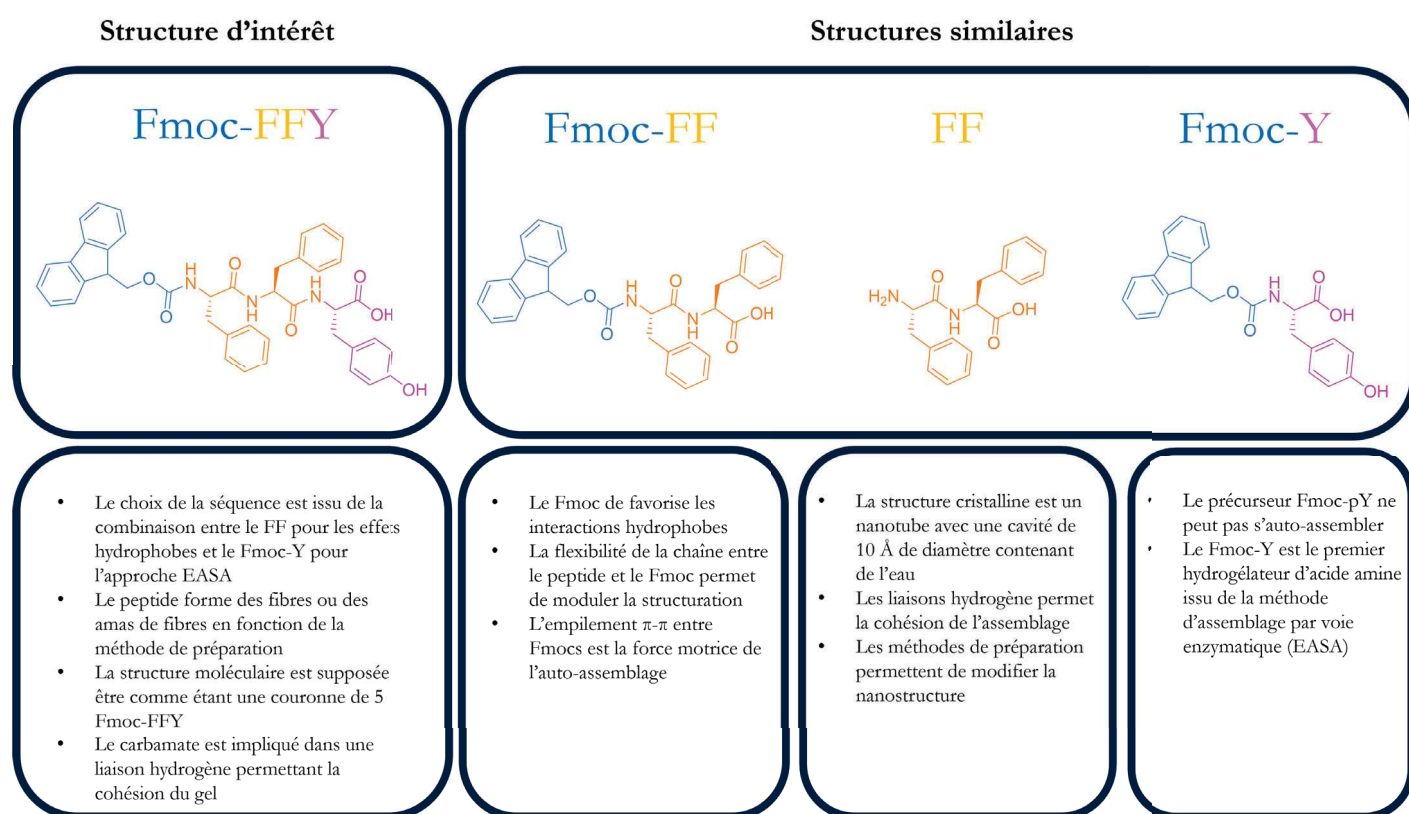 Structure d'intérêt
Structures similaires
Fmoc-FFY
Fmoc-FF
FF
Fmoc-Y
O
N
H
O
O
N
H
O
H
N
O
OH
O
OH
O
H
N
O
O
N
H
O
OH
H₂N
O
N
H
O
OH
O
H
N
O
O
OH
OH
• Le choix de la séquence est issu de la
combinaison entre le FF pour les effets
hydrophobes et le Fmoc-Y pour
l'approche EASA
• Le peptide forme des fibres ou des
amas de fibres en fonction de la
méthode de préparation
• La structure moléculaire est supposée
être comme étant une couronne de 5
Fmoc-FFY
• Le carbamate est impliqué dans une
liaison hydrogène permettant la
cohésion du gel
• Le Fmoc de favorise les
interactions hydrophobes
• La flexibilité de la chaîne entre
le peptide et le Fmoc permet
de moduler la structuration
• L'empilement π-π entre
Fmocs est la force motrice de
l'auto-assemblage
• La structure cristalline est un
nanotube avec une cavité de
10 Å de diamètre contenant
de l'eau
• Les liaisons hydrogène permet
la cohésion de l'assemblage
• Les méthodes de préparation
permettent de modifier la
nanostructure
• Le précurseur Fmoc-pY ne
peut pas s'auto-assembler
• Le Fmoc-Y est le premier
hydrogélateur d'acide amine
issu de la méthode
d'assemblage par voie
enzymatique (EASA)